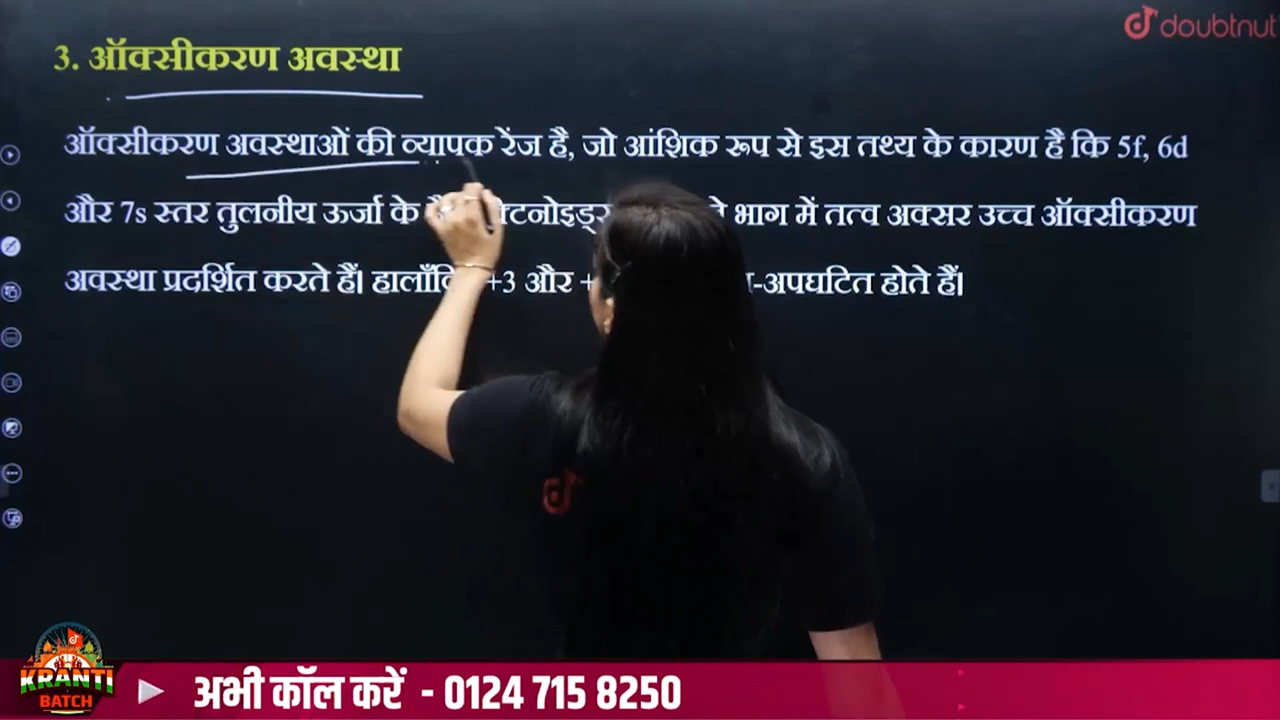 doubtnut
3. ऑक्सीकरण अवस्था
ऑक्सीकरण अवस्थाओं की व्यापक रेंज है, जो आंशिक रूप से इस तथ्य के कारण है कि 5f, 6d
और 7s स्तर तुलनीय ऊर्जा के भाग में तत्व अक्सर उच्च ऑक्सीकरण
अवस्था प्रदर्शित करते हैं। +3 और -अपघटित होते हैं।
KRANTI
BATCH
अभी कॉल करें - 0124 715 8250